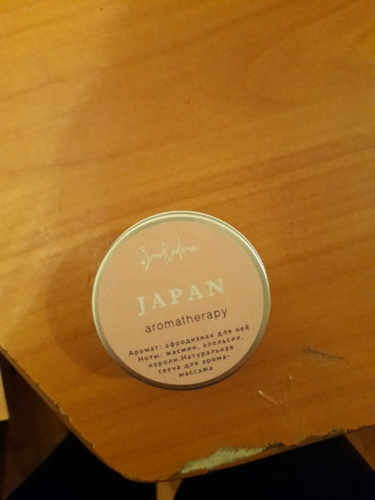 JAPAN
aromatherapy
Аромат: афродизиак для неё
Ноты: жасмин, апельсин,
нероли.Натуральная
свеча для арома-
массажа